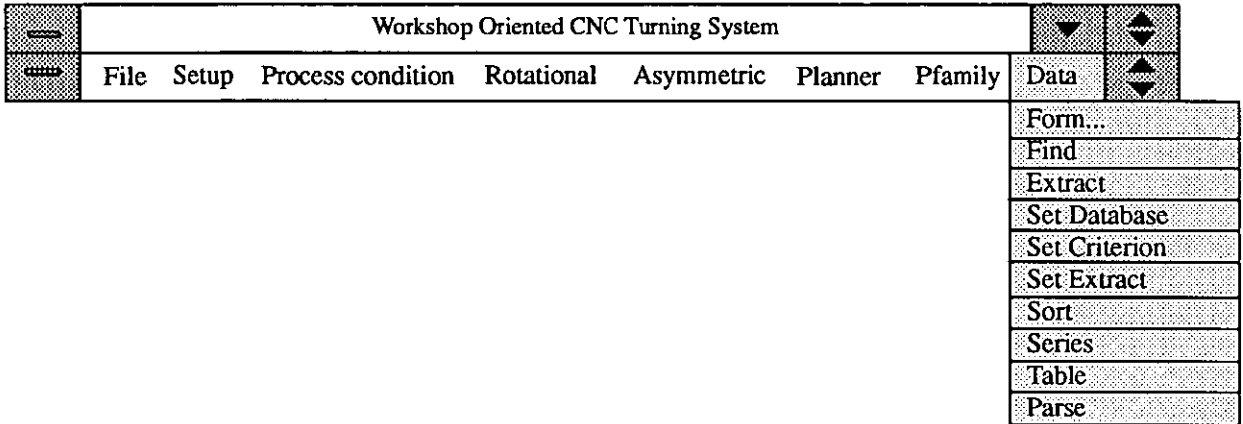 Workshop Oriented CNC Turning System
File Setup Process condition Rotational Asymmetric Planner Pfamily Data
Form...
Find
Extract
Set Database
Set Criterion
Set Extract
Sort
Series
Table
Parse